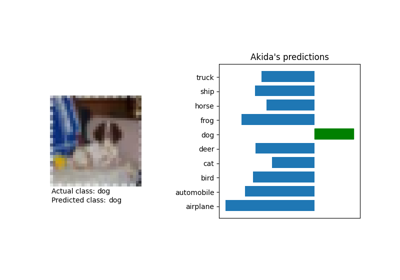 Akida's predictions
truck
ship
horse
frog
dog
deer
cat
bird
automobile
airplane
Actual class: dog
Predicted class: dog